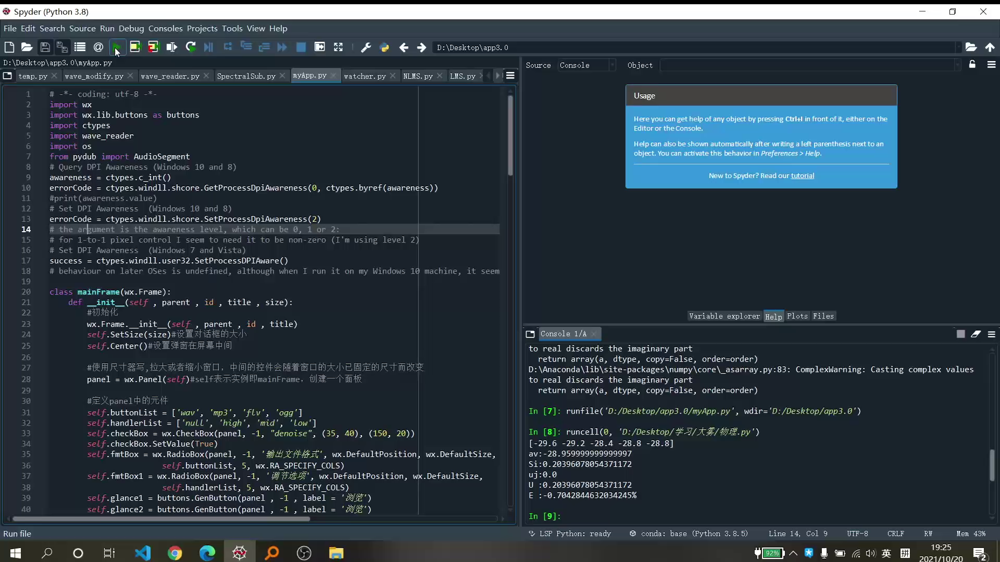 Spyder (Python 3.8)
File Edit Search Source Run Debug Consoles Projects Tools View Help
D:\Desktop\app3.0
D:\Desktop\app3.0\myApp.py
temp.py wave_modify.py wave_reader.py SpectralSub.py myApp.py watcher.py NLMS.py LMS.py
1 # -*- coding: utf-8 -*-
2 import wx
3 import wx.lib.buttons as buttons
4 import ctypes
5 import wave_reader
6 import os
7 from pydub import AudioSegment
8 # Query DPI Awareness (Windows 10 and 8)
9 awareness = ctypes.c_int()
10 errorCode = ctypes.windll.shcore.GetProcessDpiAwareness(0, ctypes.byref(awareness))
11 #print(awareness.value)
12 # Set DPI Awareness  (Windows 10 and 8)
13 errorCode = ctypes.windll.shcore.SetProcessDpiAwareness(2)
14 # the argument is the awareness level, which can be 0, 1 or 2:
15 # for 1-to-1 pixel control I seem to need it to be non-zero (I'm using level 2)
16 # Set DPI Awareness  (Windows 7 and Vista)
17 success = ctypes.windll.user32.SetProcessDPIAware()
18 # behaviour on later OSes is undefined, although when I run it on my Windows 10 machine, it seem
19
20 class mainFrame(wx.Frame):
21 def __init__(self , parent , id , title , size):
22 #初始化
23 wx.Frame.__init__(self , parent , id , title)
24 self.SetSize(size)#设置对话框的大小
25 self.Center()#设置弹窗在屏幕中间
26
27 #使用尺寸器写,拉大或者缩小窗口，中间的控件会随着窗口的大小已固定的尺寸而改变
28 panel = wx.Panel(self)#self表示实例即mainFrame，创建一个面板
29
30 #定义panel中的元件
31 self.buttonList = ['wav', 'mp3', 'flv', 'ogg']
32 self.handlerList = ['null', 'high', 'mid', 'low']
33 self.checkBox = wx.CheckBox(panel, -1, "denoise", (35, 40), (150, 20))
34 self.checkBox.SetValue(True)
35 self.fmtBox = wx.RadioBox(panel, -1, '输出文件格式', wx.DefaultPosition, wx.DefaultSize,
36 self.buttonList, 5, wx.RA_SPECIFY_COLS)
37 self.fmtBox1 = wx.RadioBox(panel, -1, '调节选项', wx.DefaultPosition, wx.DefaultSize,
38 self.handlerList, 5, wx.RA_SPECIFY_COLS)
39 self.glance1 = buttons.GenButton(panel , -1 , label = '浏览')
40 self.glance2 = buttons.GenButton(panel , -1 , label = '浏览')
Source Console Object
Usage
Here you can get help of any object by pressing Ctrl+I in front of it, either on the
Editor or the Console.
Help can also be shown automatically after writing a left parenthesis next to an
object. You can activate this behavior in Preferences > Help.
New to Spyder? Read our tutorial
Variable explorer Help Plots Files
Console 1/A
to real discards the imaginary part
return array(a, dtype, copy=False, order=order)
D:\Anaconda\lib\site-packages\numpy\core\_asarray.py:83: ComplexWarning: Casting complex values
to real discards the imaginary part
return array(a, dtype, copy=False, order=order)
In [7]: runfile('D:/Desktop/app3.0/myApp.py', wdir='D:/Desktop/app3.0')
In [8]: runcell(0, 'D:/Desktop/学习/大雾/物理.py')
[-29.6 -29.2 -28.4 -28.8 -28.8]
av:-28.959999999999997
Si:0.20396078054371172
uj:0.0
U :0.20396078054371172
E :-0.7042844632034245%
In [9]:
Run file
LSP Python: ready conda: base (Python 3.8.5) Line 14, Col 9 UTF-8 CRLF RW Mem 43%
92% 英 拼 19:25
2021/10/20 2